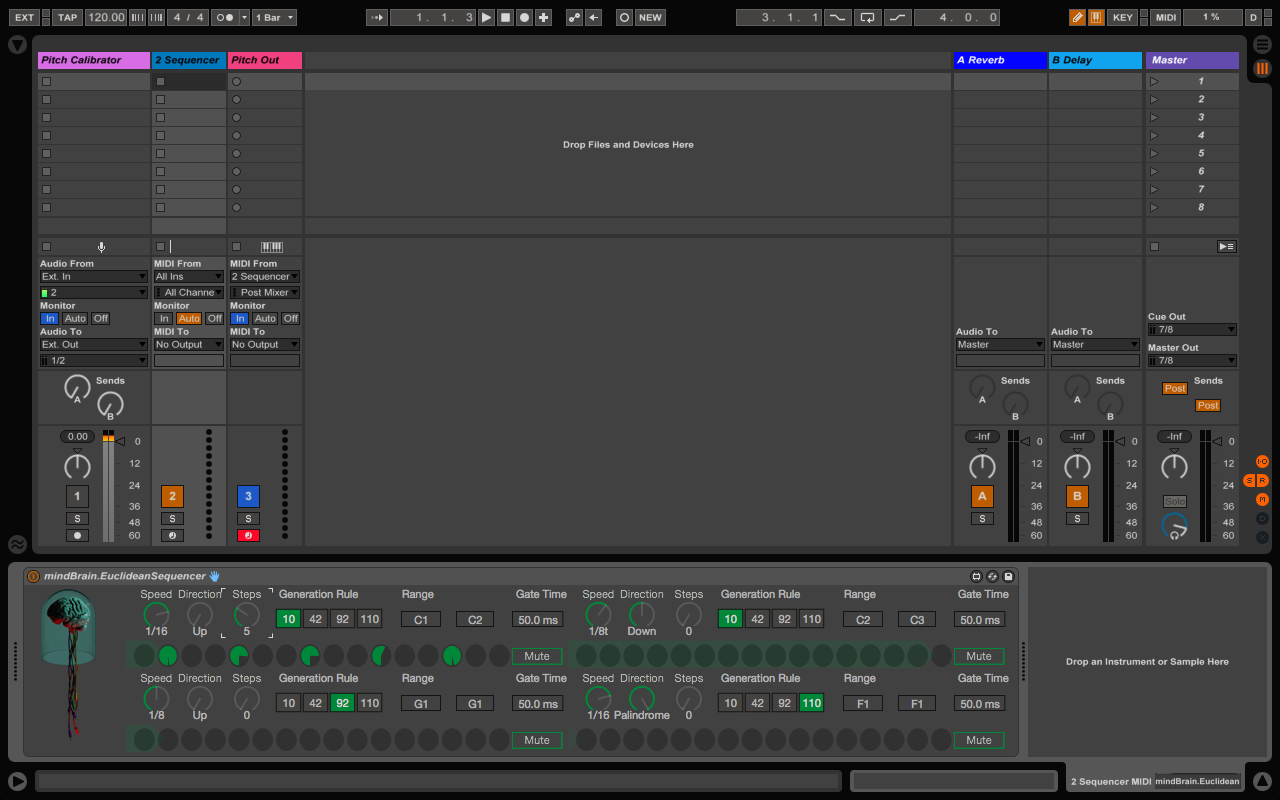 EXT TAP 120.00 4 / 4 1 Bar 1. 1. 3 NEW 3. 1. 1 4. 0. 0 KEY MIDI 1 % D
Pitch Calibrator 2 Sequencer Pitch Out A Reverb B Delay Master
1
2
3
4
5
6
7
8
Drop Files and Devices Here
Audio From MIDI From MIDI From
Ext. In All Ins 2 Sequencer
2 All Channe Post Mixer
Monitor Monitor Monitor
In Auto Off In Auto Off In Auto Off
Audio To MIDI To MIDI To Audio To Audio To
Ext. Out No Output No Output Master Master
1/2
Cue Out
7/8
Master Out
7/8
Sends Sends Sends Sends
A B A B A B Post Post
0.00 -Inf -Inf -Inf
0 0 0 0
12 12 12 12
24 24 24 24
36 36 36 36
48 48 48 48
60 60 60 60
1 2 3 A B Solo
S S S S S
I·O
S R
M
D
X
mindBrain.EuclideanSequencer
Speed Direction Steps Generation Rule Range Gate Time
1/16 Up 5 10 42 92 110 C1 C2 50.0 ms
Mute
Speed Direction Steps Generation Rule Range Gate Time
1/8t Down 0 10 42 92 110 C2 C3 50.0 ms
Mute
Speed Direction Steps Generation Rule Range Gate Time
1/8 Up 0 10 42 92 110 G1 G1 50.0 ms
Mute
Speed Direction Steps Generation Rule Range Gate Time
1/16 Palindrome 0 10 42 92 110 F1 F1 50.0 ms
Mute
Drop an Instrument or Sample Here
2 Sequencer MIDI mindBrain.Euclidean